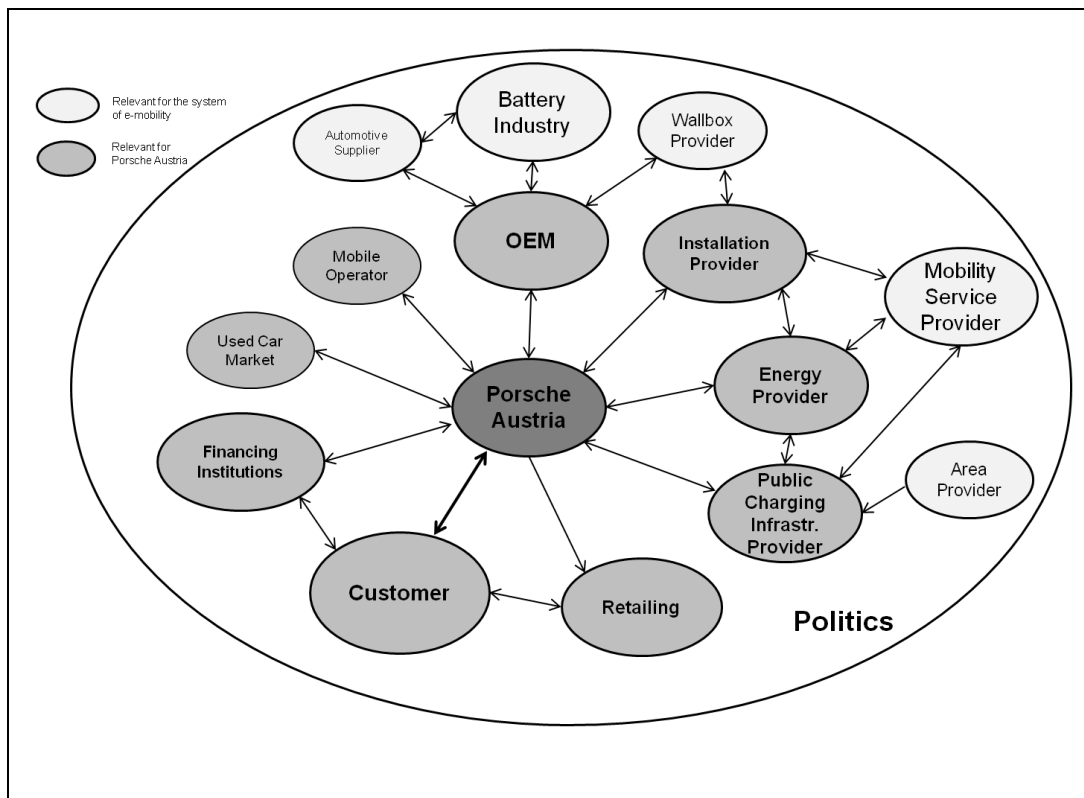 Relevant for the system
of e-mobility
Relevant for
Porsche Austria
Battery
Industry
Automotive
Supplier
Wallbox
Provider
OEM
Installation
Provider
Mobile
Operator
Mobility
Service
Provider
Used Car
Market
Porsche
Austria
Energy
Provider
Financing
Institutions
Public
Charging
Infrastr.
Provider
Area
Provider
Customer
Retailing
Politics